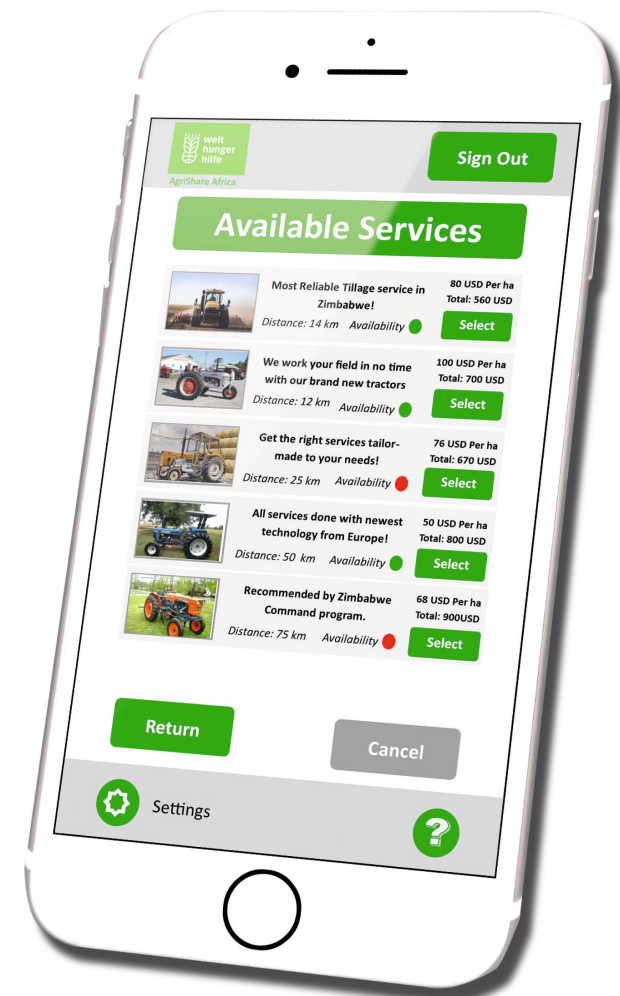 welt
hunger
hilfe
AgriShare Africa
Sign Out
Available Services
Most Reliable Tillage service in
Zimbabwe!
Distance: 14 km Availability
80 USD Per ha
Total: 560 USD
Select
We work your field in no time
with our brand new tractors
Distance: 12 km Availability
100 USD Per ha
Total: 700 USD
Select
Get the right services tailor-
made to your needs!
Distance: 25 km Availability
76 USD Per ha
Total: 670 USD
Select
All services done with newest
technology from Europe!
Distance: 50 km Availability
50 USD Per ha
Total: 800 USD
Select
Recommended by Zimbabwe
Command program.
Distance: 75 km Availability
68 USD Per ha
Total: 900USD
Select
Return
Cancel
Settings
?